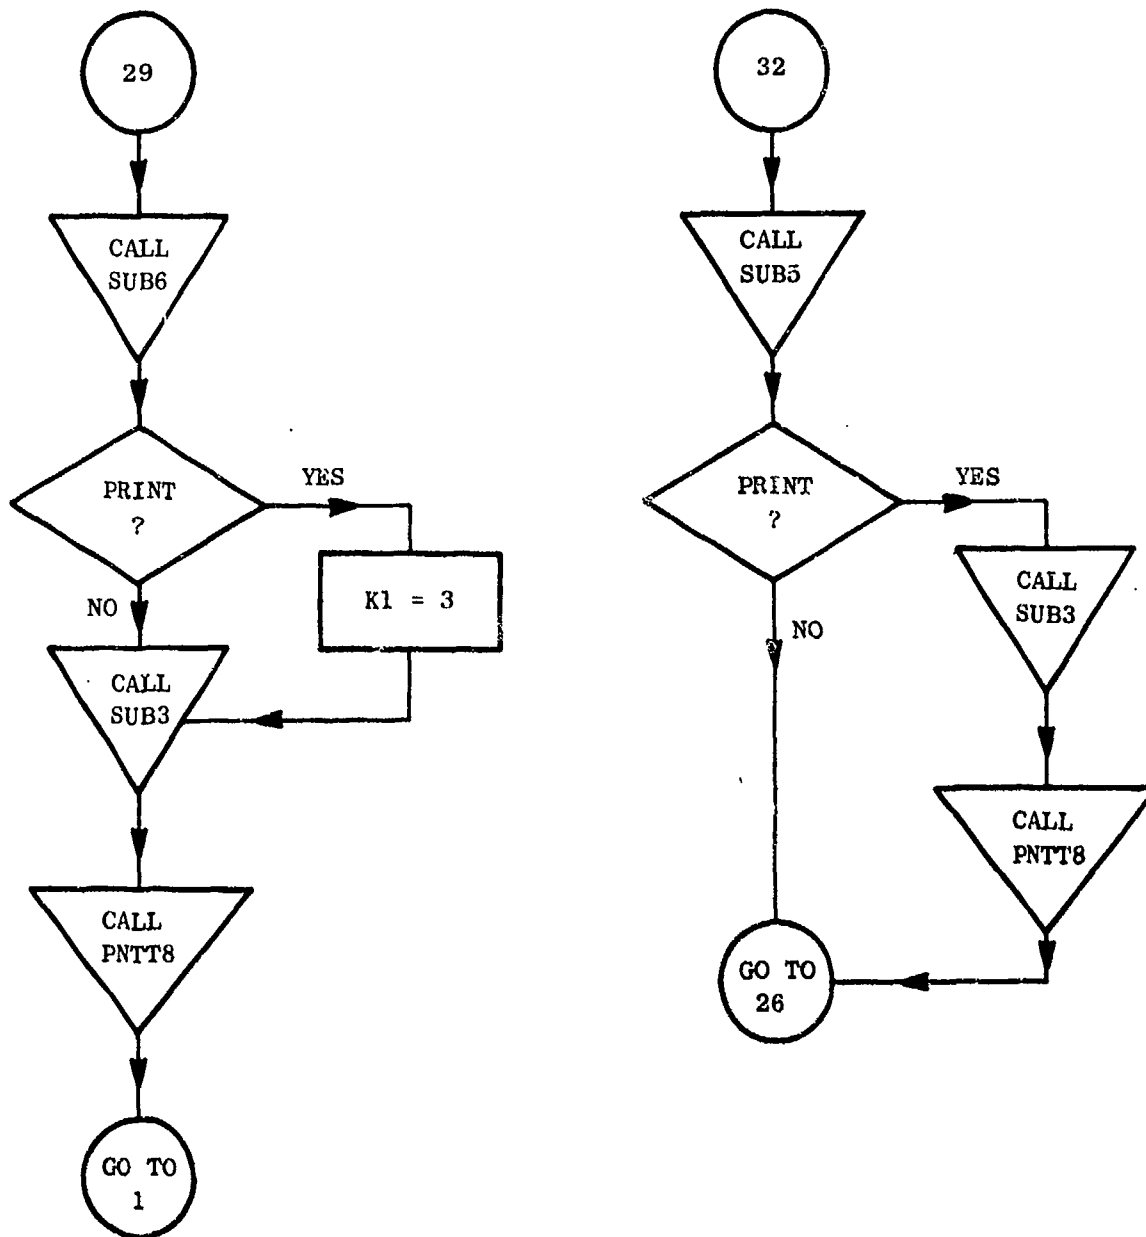 29
CALL
SUB6
PRINT
?
YES
K1 = 3
NO
CALL
SUB3
CALL
PNTT8
GO TO
1
32
CALL
SUB5
PRINT
?
YES
CALL
SUB3
NO
CALL
PNTT8
GO TO
26